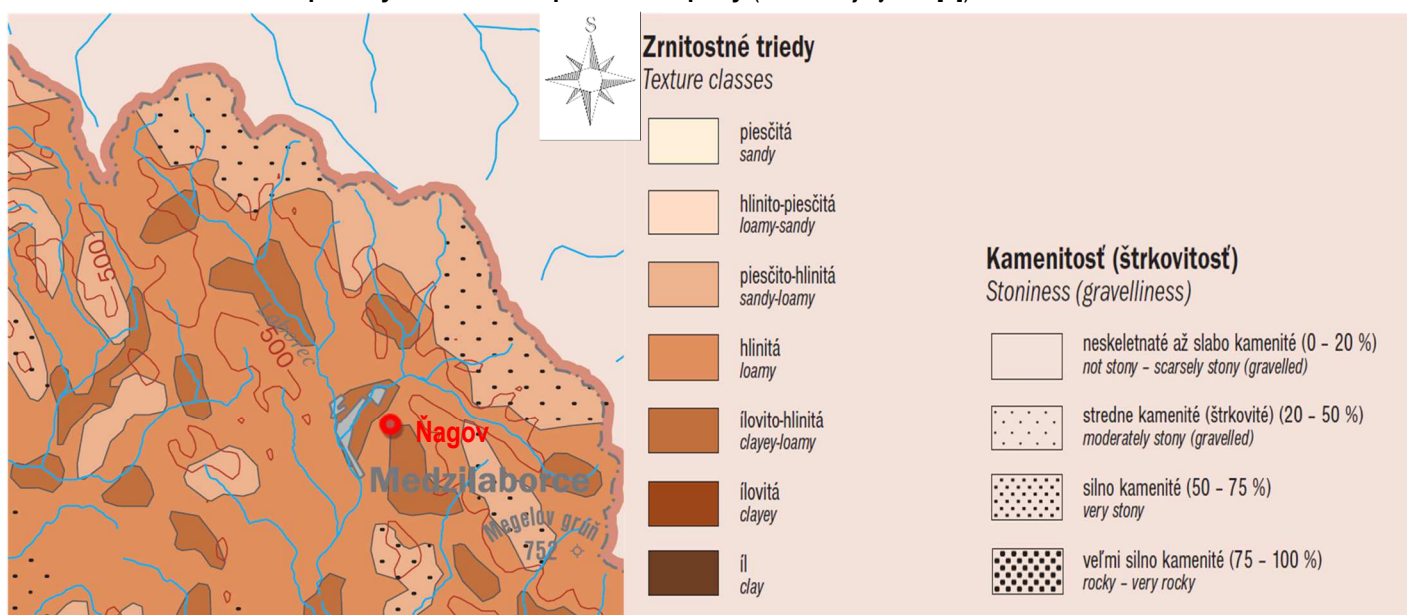 S
Zrnitostné triedy
Texture classes
piesčitá
sandy
hlinito-piesčitá
loamy-sandy
piesčito-hlinitá
sandy-loamy
hlinitá
loamy
ílovito-hlinitá
clayey-loamy
ílovitá
clayey
íl
clay
Kamenitosť (štrkovitosť)
Stoniness (gravelliness)
neskeletnaté až slabo kamenité (0 – 20 %)
not stony – scarsely stony (gravelled)
stredne kamenité (štrkovité) (20 – 50 %)
moderately stony (gravelled)
silno kamenité (50 – 75 %)
very stony
veľmi silno kamenité (75 – 100 %)
rocky – very rocky
500
Laborec
500
Ňagov
Medzilaborce
Megelov grúň
752